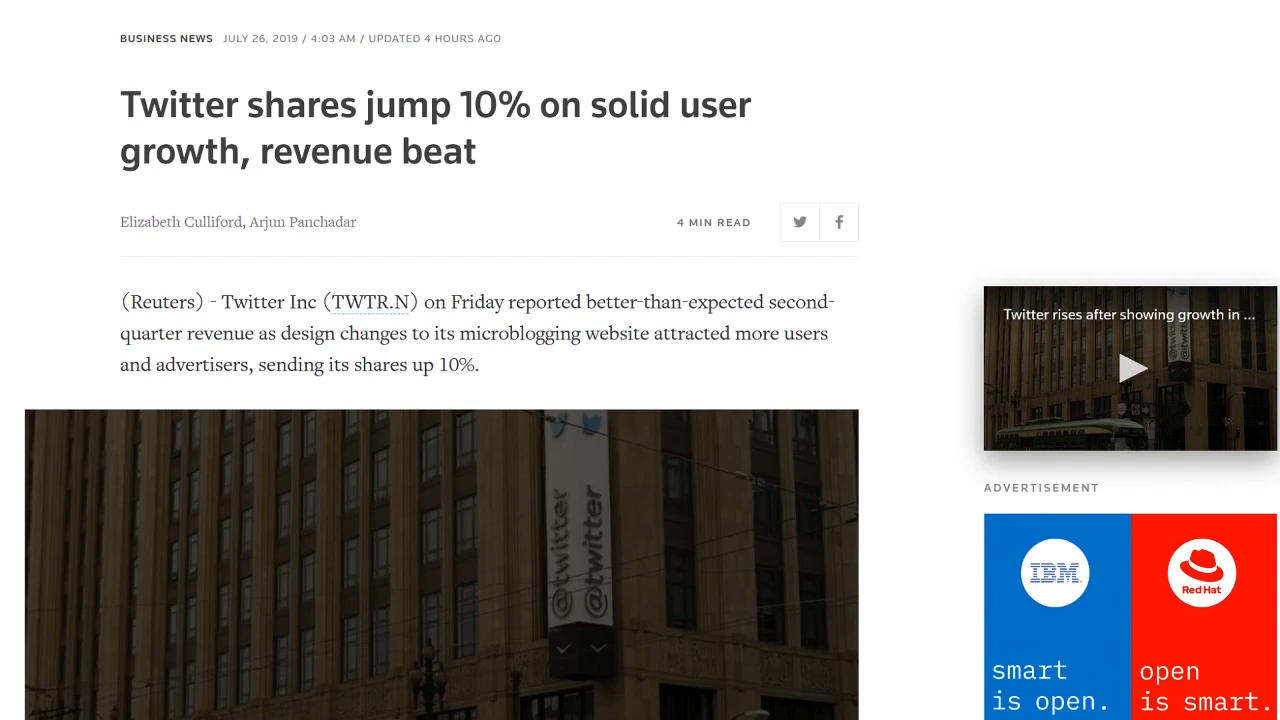 BUSINESS NEWS JULY 26, 2019 / 4:03 AM / UPDATED 4 HOURS AGO
Twitter shares jump 10% on solid user
growth, revenue beat
Elizabeth Culliford, Arjun Panchadar
4 MIN READ
(Reuters) - Twitter Inc (TWTR.N) on Friday reported better-than-expected second-
quarter revenue as design changes to its microblogging website attracted more users
and advertisers, sending its shares up 10%.
@twitter
@twitter
Twitter rises after showing growth in ...
@twitter
ADVERTISEMENT
IBM
smart
is open.
Red Hat
open
is smart.